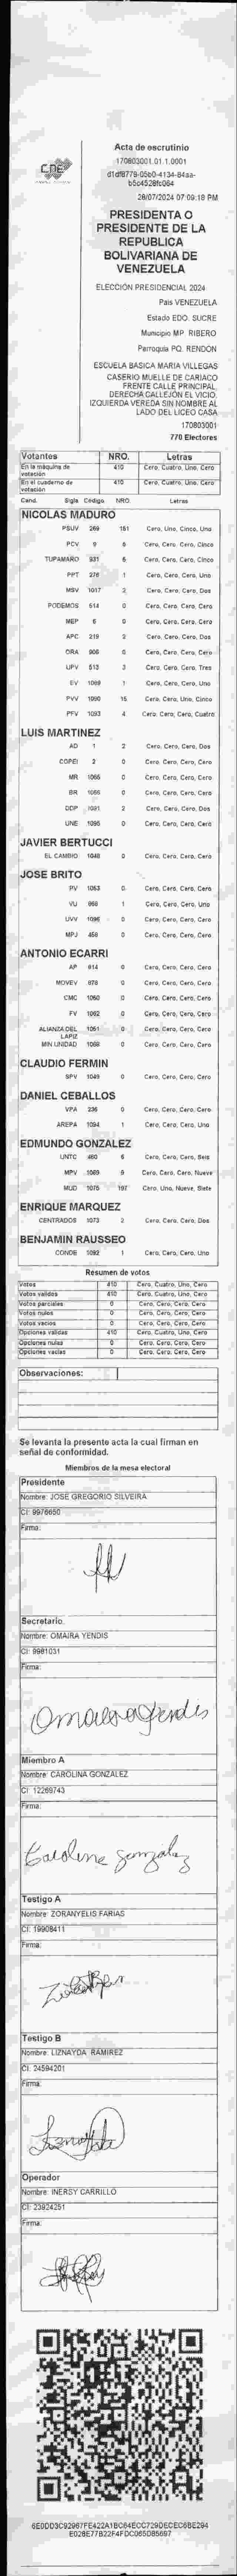 CNE
Acta de escrutinio
170803001.01.1.0001
28/07/2024 07:09:18 PM
PRESIDENTA O
PRESIDENTE DE LA
REPUBLICA
BOLIVARIANA DE
VENEZUELA
ELECCIÓN PRESIDENCIAL 2024
Pais VENEZUELA
Estado EDO. SUCRE
Municipio MP. RIBERO
Parroquia PQ. RENDON
ESCUELA BASICA MARIA VILLEGAS
CASERIO MUELLE DE CARIACO
FRENTE CALLE PRINCIPAL.
DERECHA CALLEJÓN EL VICIO.
IZQUIERDA VEREDA SIN NOMBRE AL
LADO DEL LICEO CASA
170803001
770 Electores
Votantes NRO. Letras
En la máquina de votación 410 Cero, Cuatro, Uno, Cero
En el cuaderno de votación 410 Cero, Cuatro, Uno, Cero
Cand. Sigla Código NRO. Letras
NICOLAS MADURO
PSUV 269 151 Cero, Uno, Cinco, Uno
PCV 9 5 Cero, Cero, Cero, Cinco
TUPAMARO 931 5 Cero, Cero, Cero, Cinco
PPT 276 1 Cero, Cero, Cero, Uno
MSV 1017 2 Cero, Cero, Cero, Dos
PODEMOS 514 0 Cero, Cero, Cero, Cero
MEP 6 0 Cero, Cero, Cero, Cero
APC 219 2 Cero, Cero, Cero, Dos
ORA 906 0 Cero, Cero, Cero, Cero
UPV 513 3 Cero, Cero, Cero, Tres
EV 1069 1 Cero, Cero, Cero, Uno
PVV 1090 15 Cero, Cero, Uno, Cinco
PFV 1093 4 Cero, Cero, Cero, Cuatro
LUIS MARTINEZ
AD 1 2 Cero, Cero, Cero, Dos
COPEI 2 0 Cero, Cero, Cero, Cero
MR 1066 0 Cero, Cero, Cero, Cero
BR 0 Cero, Cero, Cero, Cero
DDP 1091 2 Cero, Cero, Cero, Dos
UNE 1095 0 Cero, Cero, Cero, Cero
JAVIER BERTUCCI
EL CAMBIO 1048 0 Cero, Cero, Cero, Cero
JOSE BRITO
PV 1053 0 Cero, Cero, Cero, Cero
VU 968 1 Cero, Cero, Cero, Uno
UVV 1096 0 Cero, Cero, Cero, Cero
MPJ 456 0 Cero, Cero, Cero, Cero
ANTONIO ECARRI
AP 914 0 Cero, Cero, Cero, Cero
MOVEV 978 0 Cero, Cero, Cero, Cero
CMC 1060 0 Cero, Cero, Cero, Cero
FV 1062 0 Cero, Cero, Cero, Cero
ALIANZA DEL LAPIZ 1051 0 Cero, Cero, Cero, Cero
MIN UNIDAD 1068 0 Cero, Cero, Cero, Cero
CLAUDIO FERMIN
SPV 1049 0 Cero, Cero, Cero, Cero
DANIEL CEBALLOS
VPA 236 0 Cero, Cero, Cero, Cero
AREPA 1094 1 Cero, Cero, Cero, Uno
EDMUNDO GONZALEZ
UNTC 460 6 Cero, Cero, Cero, Seis
MPV 1069 9 Cero, Cero, Cero, Nueve
MUD 1075 197 Cero, Uno, Nueve, Siete
ENRIQUE MARQUEZ
CENTRADOS 1073 2 Cero, Cero, Cero, Dos
BENJAMIN RAUSSEO
CONDE 1092 1 Cero, Cero, Cero, Uno
Resumen de votos
Votos 410 Cero, Cuatro, Uno, Cero
Votos validos 410 Cero, Cuatro, Uno, Cero
Votos parciales 0 Cero, Cero, Cero, Cero
Votos nulos 0 Cero, Cero, Cero, Cero
Votos vacios 0 Cero, Cero, Cero, Cero
Opciones validas 410 Cero, Cuatro, Uno, Cero
Opciones nulas 0 Cero, Cero, Cero, Cero
Opciones vacias 0 Cero, Cero, Cero, Cero
Observaciones:
Se levanta la presente acta la cual firman en
señal de conformidad.
Miembros de la mesa electoral
Presidente
Nombre: JOSE GREGORIO SILVEIRA
CI: 9976650
Firma:
Secretario
Nombre: OMAIRA YENDIS
CI: 9981031
Firma:
Omaira Yendis
Miembro A
Nombre: CAROLINA GONZALEZ
CI: 12269743
Firma:
Caroline Gonzalez
Testigo A
Nombre: ZORANYELIS FARIAS
CI: 19908411
Firma:
Testigo B
Nombre: LIZNAYDA RAMIREZ
CI: 24594201
Firma:
Operador
Nombre: INERSY CARRILLO
CI: 23924251
Firma: